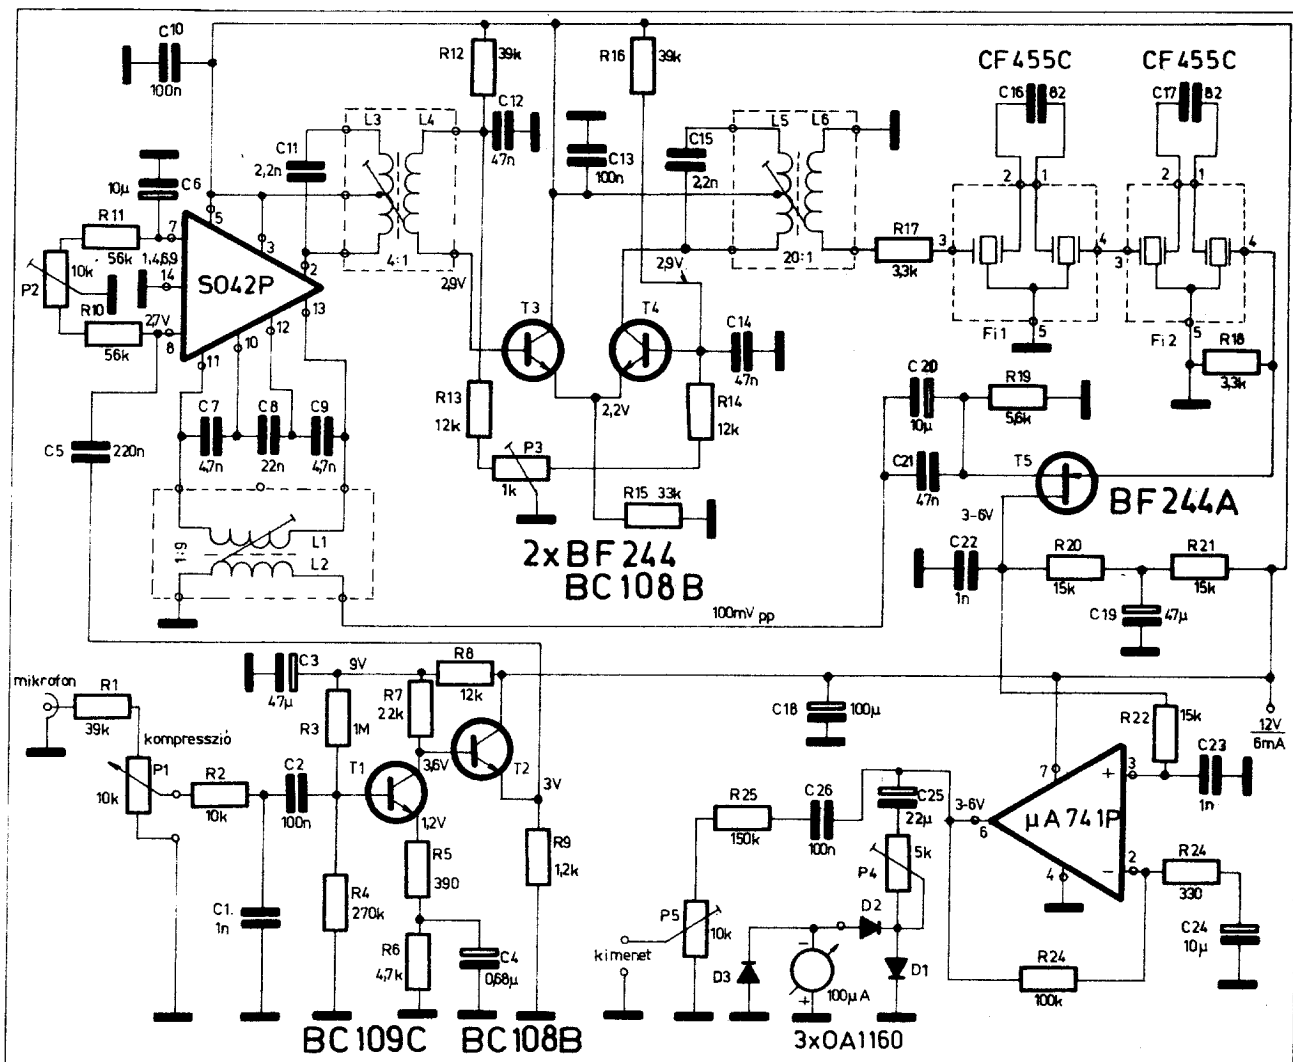 C10
100n
R12
39k
R16
39k
CF455C
CF455C
C16
82
C17
82
L3
L4
C12
47n
C11
2,2n
C13
100n
C15
2,2n
L5
L6
2
1
2
1
10µ
C6
R11
56k
7
5
3
1,4,6,9
14
10k
P2
SO42P
2
13
12
10
11
R10
56k
2,7V
8
4:1
2,9V
2,9V
20:1
R17
3,3k
3
4
3
4
5
Fi1
5
Fi2
R18
3,3k
T3
T4
C14
47n
2,2V
R13
12k
R14
12k
P3
1k
R15
33k
C20
10µ
R19
5,6k
C21
47n
T5
BF244A
3-6V
C5
220n
C7
4,7n
C8
22n
C9
4,7n
1:9
L1
L2
2xBF244
BC108B
C22
1n
R20
15k
R21
15k
C19
47µ
100mVpp
mikrofon
R1
39k
kompresszió
P1
10k
R2
10k
C3
47µ
9V
R8
12k
R3
1M
R7
22k
C2
100n
T1
3,6V
T2
3V
1,2V
R5
390
R9
1,2k
C1
1n
R4
270k
R6
4,7k
C4
0,68µ
BC109C
BC108B
C18
100µ
R22
15k
12V
6mA
C23
1n
7
3
+
R25
150k
C26
100n
C25
22µ
3-6V
6
µA741P
P4
5k
4
2
−
R24
330
C24
10µ
P5
10k
D2
kimenet
D3
−
+
100µA
D1
R24
100k
3xOA1160